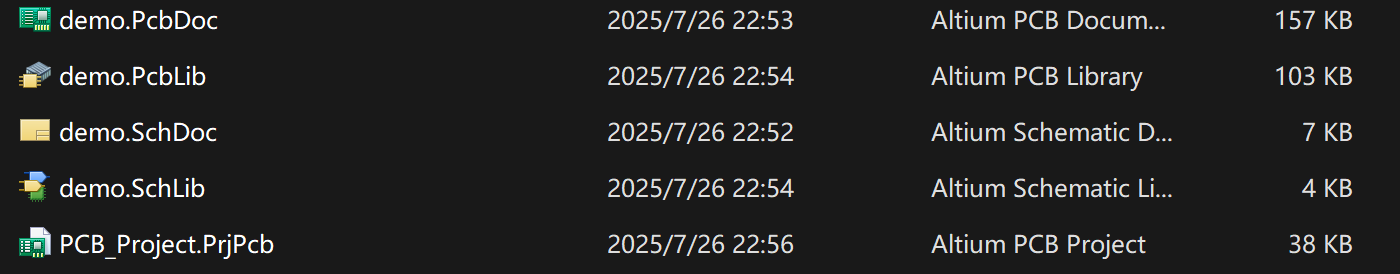 demo.PcbDoc 2025/7/26 22:53 Altium PCB Docum... 157 KB
demo.PcbLib 2025/7/26 22:54 Altium PCB Library 103 KB
demo.SchDoc 2025/7/26 22:52 Altium Schematic D... 7 KB
demo.SchLib 2025/7/26 22:54 Altium Schematic Li... 4 KB
PCB_Project.PrjPcb 2025/7/26 22:56 Altium PCB Project 38 KB